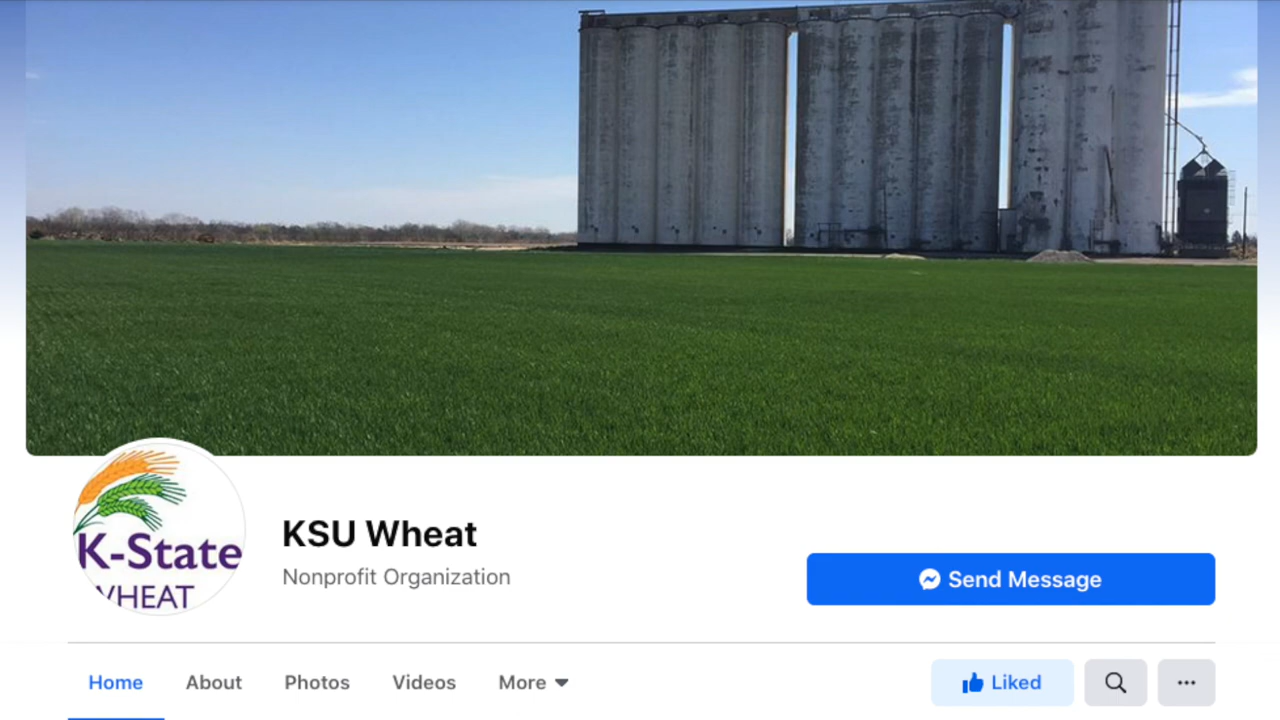 K-State
WHEAT
KSU Wheat
Nonprofit Organization
Send Message
Home
About
Photos
Videos
More
Liked